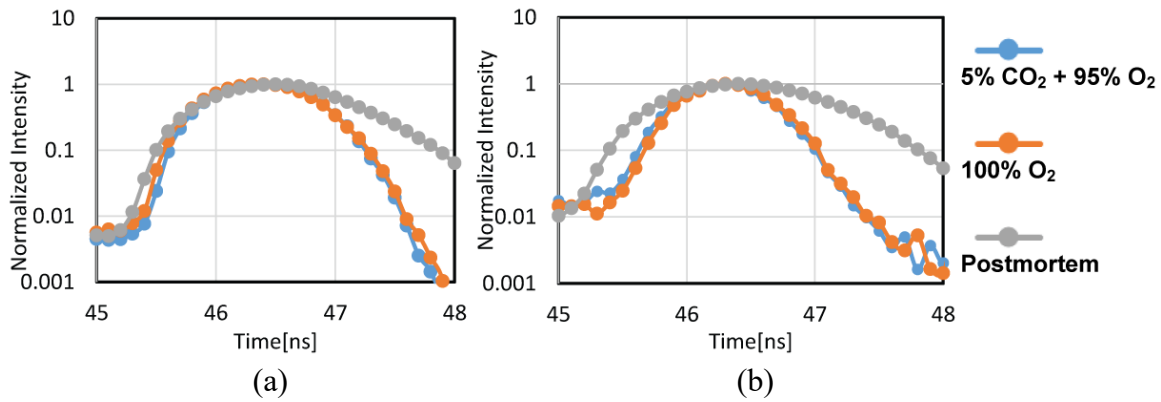 10
1
0.1
0.01
0.001
Normalized Intensity
45 46 47 48
Time[ns]
(a)
10
1
0.1
0.01
0.001
Normalized Intensity
45 46 47 48
Time[ns]
(b)
5% CO₂ + 95% O₂
100% O₂
Postmortem